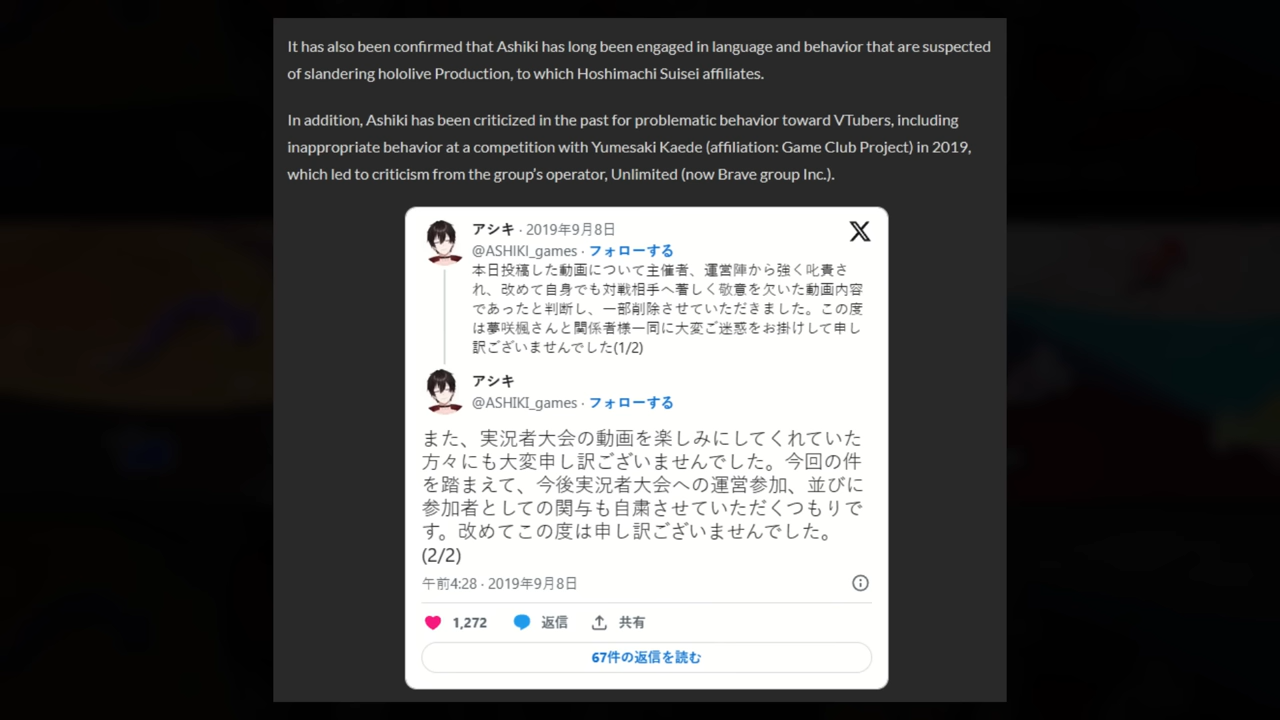 It has also been confirmed that Ashiki has long been engaged in language and behavior that are suspected
of slandering hololive Production, to which Hoshimachi Suisei affiliates.
In addition, Ashiki has been criticized in the past for problematic behavior toward VTubers, including
inappropriate behavior at a competition with Yumesaki Kaede (affiliation: Game Club Project) in 2019,
which led to criticism from the group's operator, Unlimited (now Brave group Inc.).
アシキ · 2019年9月8日
@ASHIKI_games · フォローする
本日投稿した動画について主催者、運営陣から強く叱責さ
れ、改めて自身でも対戦相手へ著しく敬意を欠いた動画内容
であったと判断し、一部削除させていただきました。この度
は夢咲楓さんと関係者様一同に大変ご迷惑をお掛けして申し
訳ございませんでした(1/2)
アシキ
@ASHIKI_games · フォローする
また、実況者大会の動画を楽しみにしてくれていた
方々にも大変申し訳ございませんでした。今回の件
を踏まえて、今後実況者大会への運営参加、並びに
参加者としての関与も自粛させていただくつもりで
す。改めてこの度は申し訳ございませんでした。
(2/2)
午前4:28 · 2019年9月8日
1,272 返信 共有
67件の返信を読む